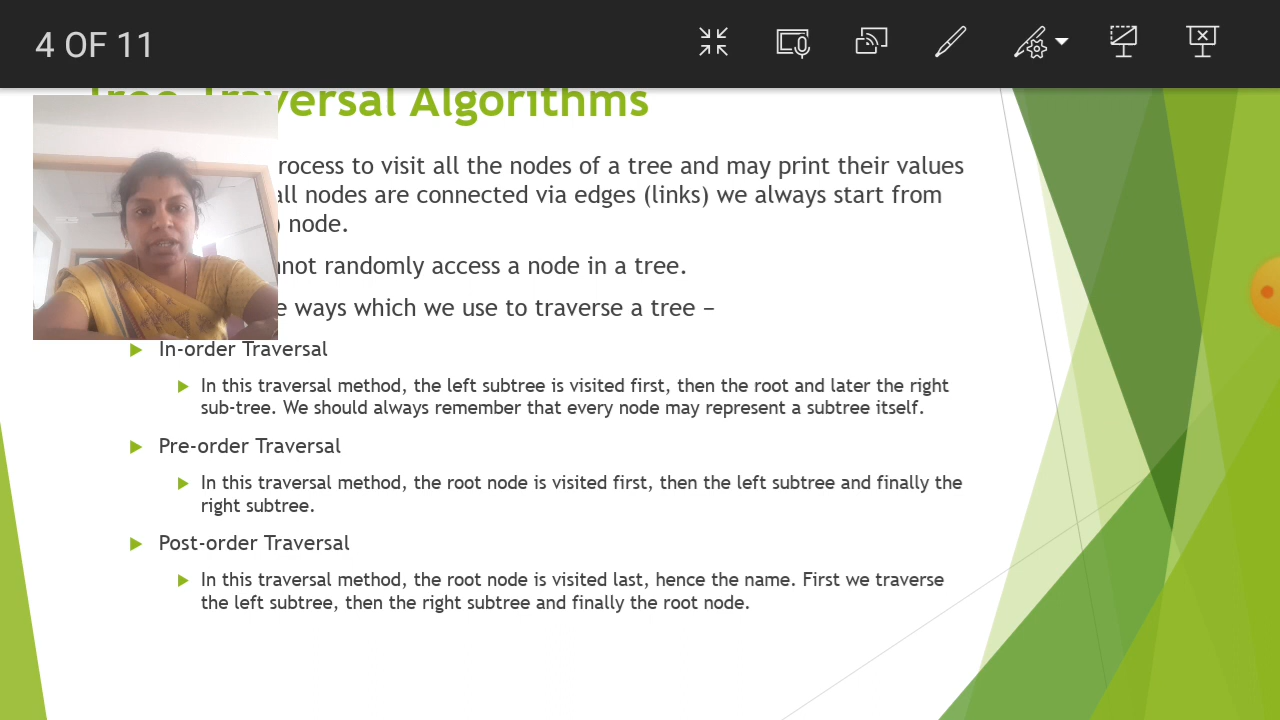 4 OF 11
Tree Traversal Algorithms
rocess to visit all the nodes of a tree and may print their values
all nodes are connected via edges (links) we always start from
) node.
nnot randomly access a node in a tree.
e ways which we use to traverse a tree –
In-order Traversal
In this traversal method, the left subtree is visited first, then the root and later the right
sub-tree. We should always remember that every node may represent a subtree itself.
Pre-order Traversal
In this traversal method, the root node is visited first, then the left subtree and finally the
right subtree.
Post-order Traversal
In this traversal method, the root node is visited last, hence the name. First we traverse
the left subtree, then the right subtree and finally the root node.